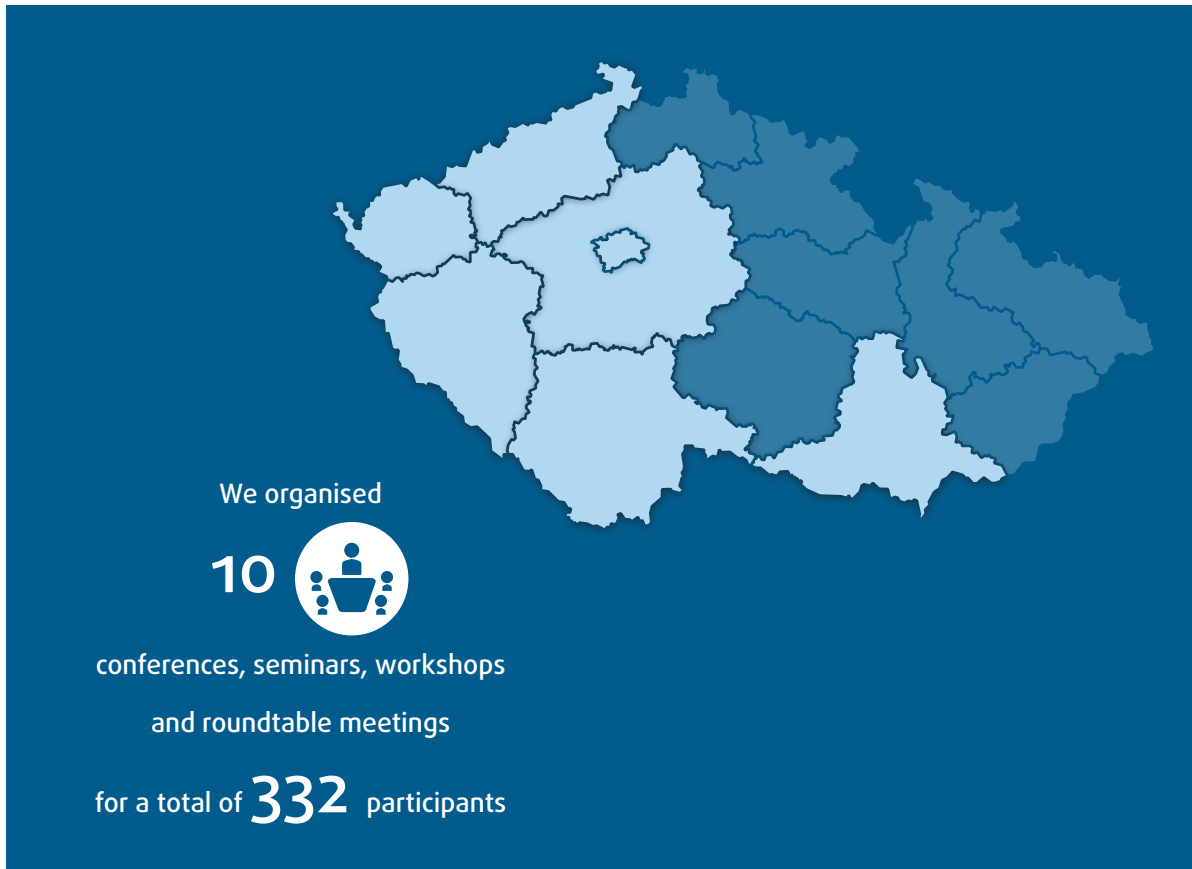 We organised
10
conferences, seminars, workshops
and roundtable meetings
for a total of 332 participants